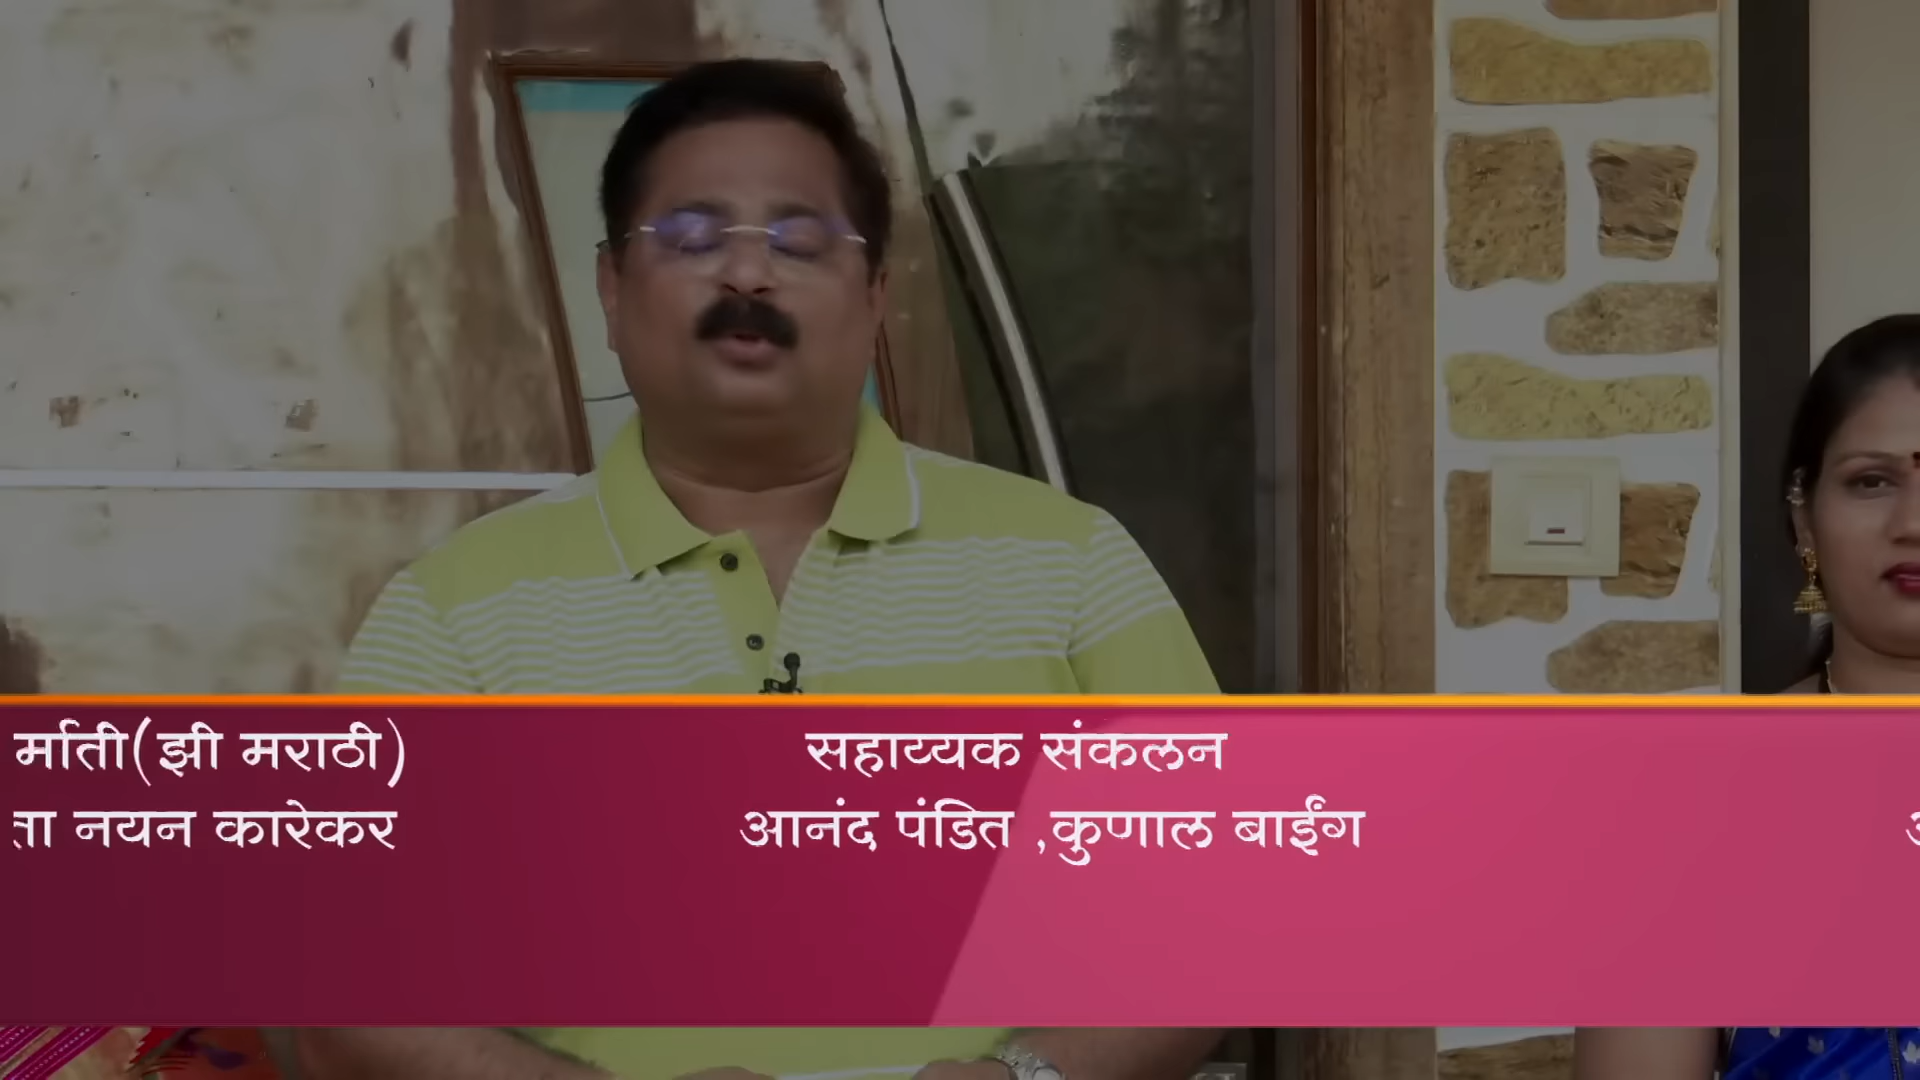 र्माती(झी मराठी)
ता नयन कारेकर
सहाय्यक संकलन
आनंद पंडित ,कुणाल बाईंग